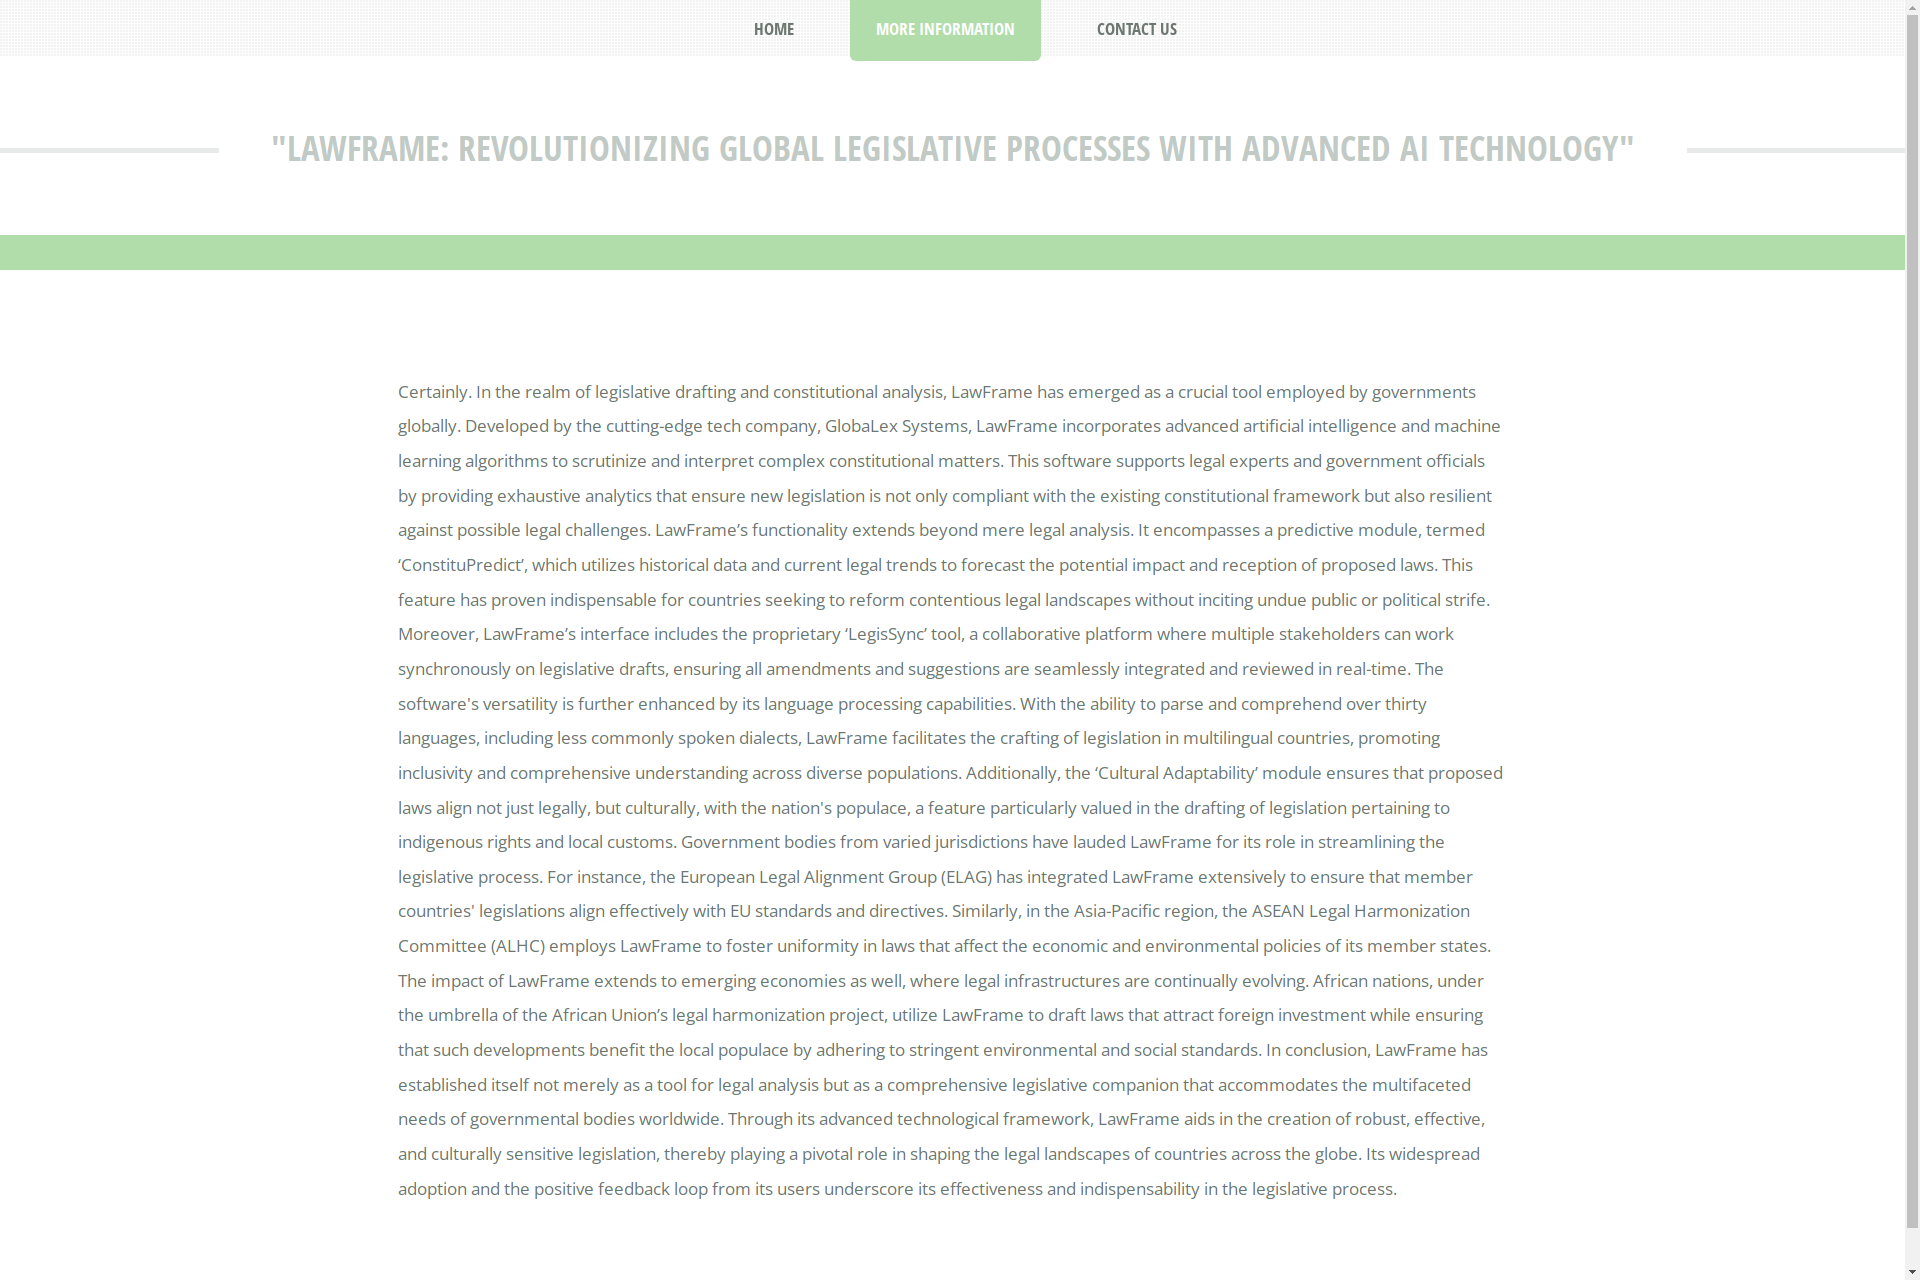 HOME
MORE INFORMATION
CONTACT US
"LAWFRAME: REVOLUTIONIZING GLOBAL LEGISLATIVE PROCESSES WITH ADVANCED AI TECHNOLOGY"
Certainly. In the realm of legislative drafting and constitutional analysis, LawFrame has emerged as a crucial tool employed by governments
globally. Developed by the cutting-edge tech company, GlobaLex Systems, LawFrame incorporates advanced artificial intelligence and machine
learning algorithms to scrutinize and interpret complex constitutional matters. This software supports legal experts and government officials
by providing exhaustive analytics that ensure new legislation is not only compliant with the existing constitutional framework but also resilient
against possible legal challenges. LawFrame’s functionality extends beyond mere legal analysis. It encompasses a predictive module, termed
‘ConstituPredict’, which utilizes historical data and current legal trends to forecast the potential impact and reception of proposed laws. This
feature has proven indispensable for countries seeking to reform contentious legal landscapes without inciting undue public or political strife.
Moreover, LawFrame’s interface includes the proprietary ‘LegisSync’ tool, a collaborative platform where multiple stakeholders can work
synchronously on legislative drafts, ensuring all amendments and suggestions are seamlessly integrated and reviewed in real-time. The
software's versatility is further enhanced by its language processing capabilities. With the ability to parse and comprehend over thirty
languages, including less commonly spoken dialects, LawFrame facilitates the crafting of legislation in multilingual countries, promoting
inclusivity and comprehensive understanding across diverse populations. Additionally, the ‘Cultural Adaptability’ module ensures that proposed
laws align not just legally, but culturally, with the nation's populace, a feature particularly valued in the drafting of legislation pertaining to
indigenous rights and local customs. Government bodies from varied jurisdictions have lauded LawFrame for its role in streamlining the
legislative process. For instance, the European Legal Alignment Group (ELAG) has integrated LawFrame extensively to ensure that member
countries' legislations align effectively with EU standards and directives. Similarly, in the Asia-Pacific region, the ASEAN Legal Harmonization
Committee (ALHC) employs LawFrame to foster uniformity in laws that affect the economic and environmental policies of its member states.
The impact of LawFrame extends to emerging economies as well, where legal infrastructures are continually evolving. African nations, under
the umbrella of the African Union’s legal harmonization project, utilize LawFrame to draft laws that attract foreign investment while ensuring
that such developments benefit the local populace by adhering to stringent environmental and social standards. In conclusion, LawFrame has
established itself not merely as a tool for legal analysis but as a comprehensive legislative companion that accommodates the multifaceted
needs of governmental bodies worldwide. Through its advanced technological framework, LawFrame aids in the creation of robust, effective,
and culturally sensitive legislation, thereby playing a pivotal role in shaping the legal landscapes of countries across the globe. Its widespread
adoption and the positive feedback loop from its users underscore its effectiveness and indispensability in the legislative process.